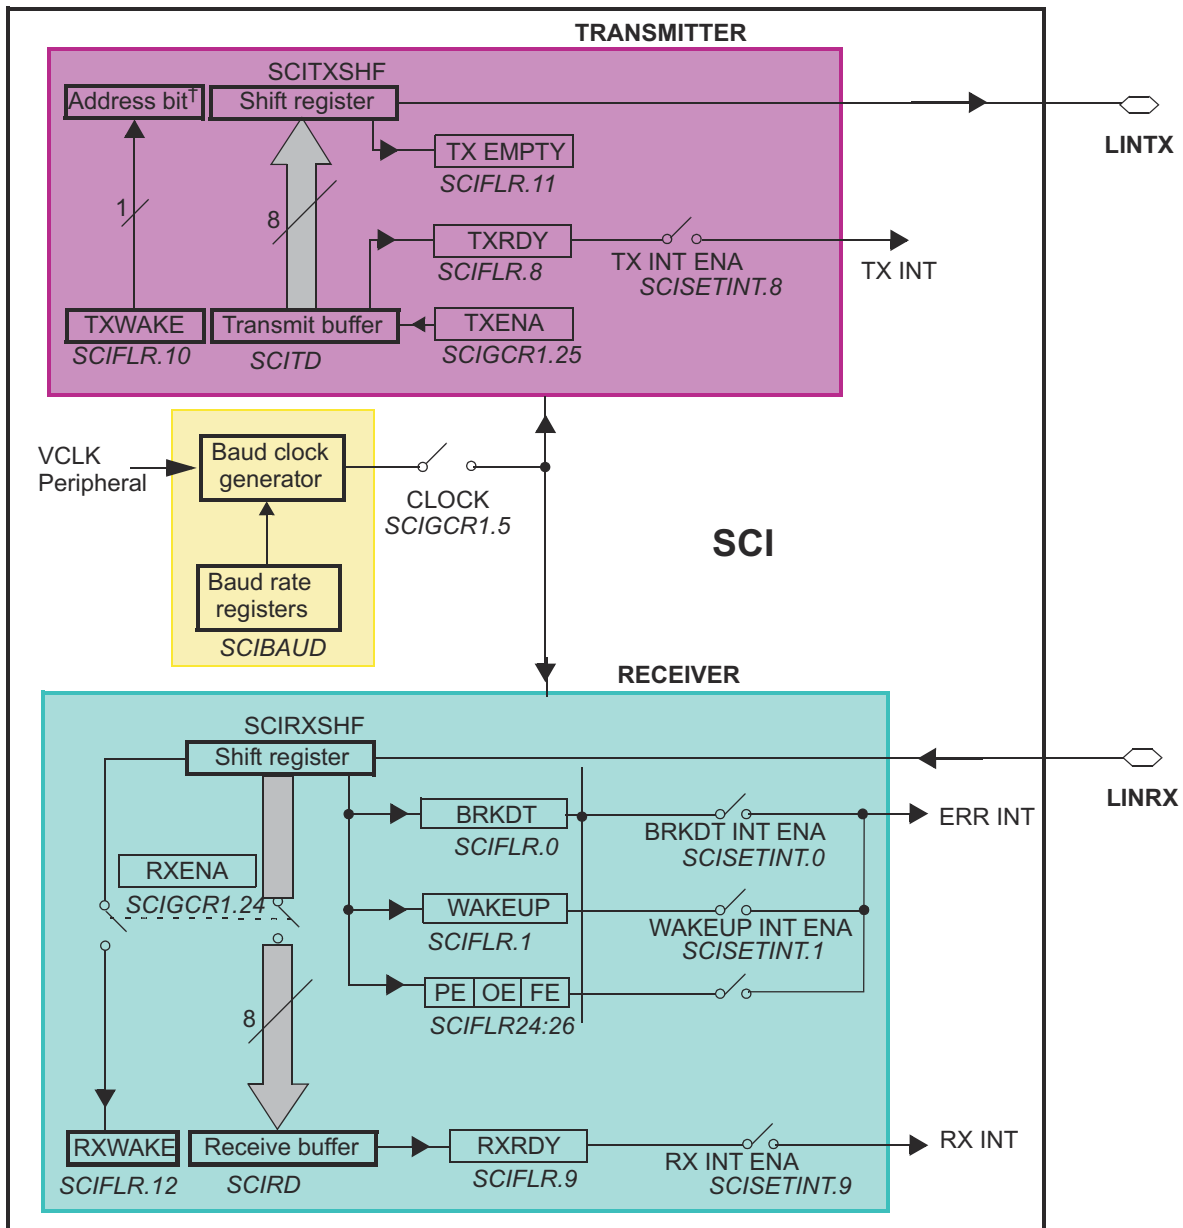 TRANSMITTER
SCITXSHF
Address bit†
Shift register
LINTX
TX EMPTY
SCIFLR.11
1
8
TXRDY
SCIFLR.8
TX INT ENA
SCISETINT.8
TX INT
TXWAKE
SCIFLR.10
Transmit buffer
SCITD
TXENA
SCIGCR1.25
VCLK
Peripheral
Baud clock
generator
CLOCK
SCIGCR1.5
SCI
Baud rate
registers
SCIBAUD
RECEIVER
SCIRXSHF
Shift register
LINRX
BRKDT
SCIFLR.0
BRKDT INT ENA
SCISETINT.0
ERR INT
RXENA
SCIGCR1.24
WAKEUP
SCIFLR.1
WAKEUP INT ENA
SCISETINT.1
PE OE FE
SCIFLR24:26
8
RXWAKE
SCIFLR.12
Receive buffer
SCIRD
RXRDY
SCIFLR.9
RX INT ENA
SCISETINT.9
RX INT